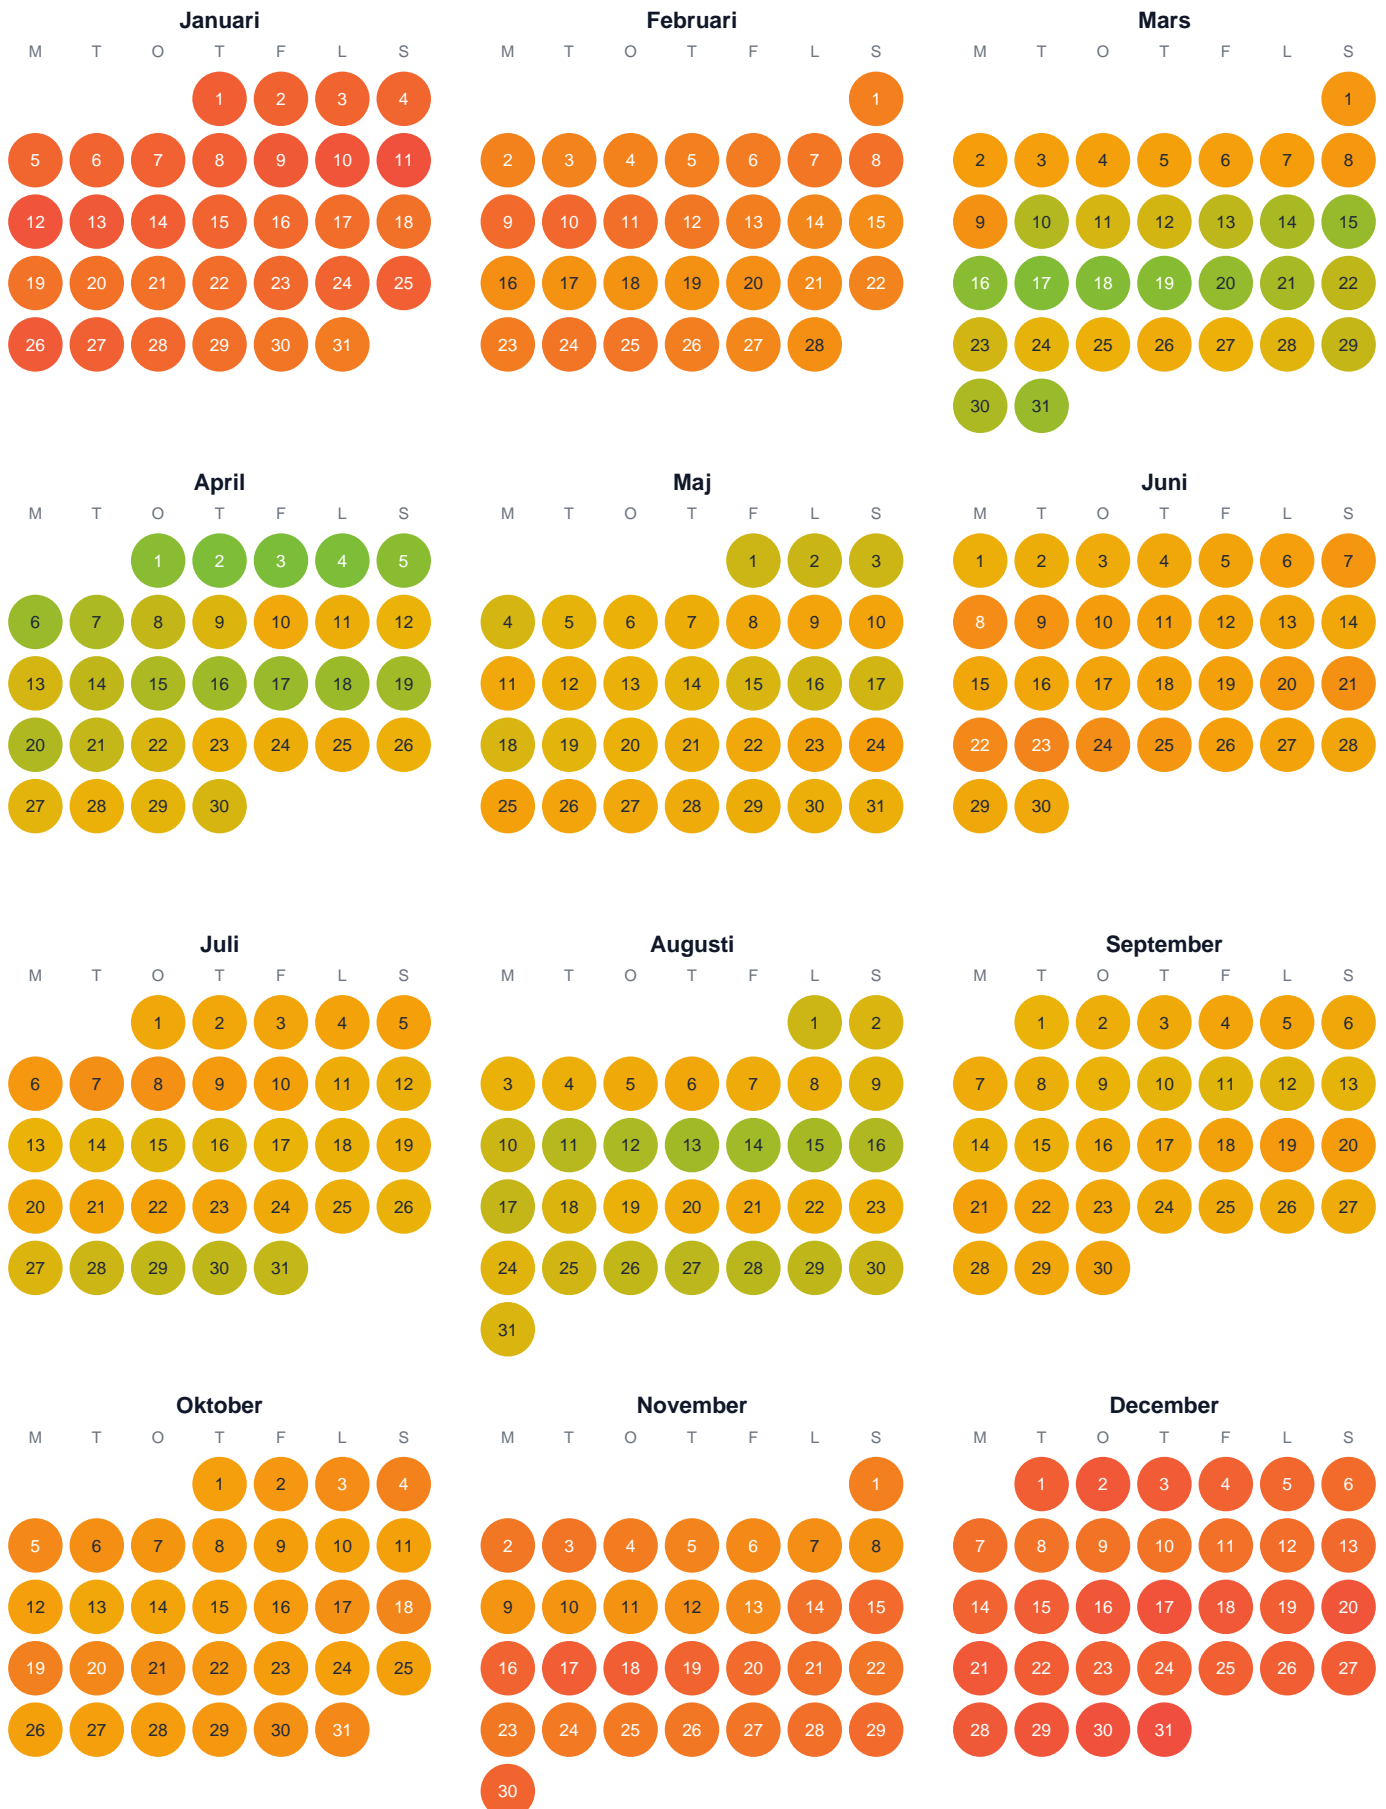 Januari Februari Mars
M T O T F L S M T O T F L S M T O T F L S
1 2 3 4 1 1
5 6 7 8 9 10 11 2 3 4 5 6 7 8 2 3 4 5 6 7 8
12 13 14 15 16 17 18 9 10 11 12 13 14 15 9 10 11 12 13 14 15
19 20 21 22 23 24 25 16 17 18 19 20 21 22 16 17 18 19 20 21 22
26 27 28 29 30 31 23 24 25 26 27 28 23 24 25 26 27 28 29
30 31
April Maj Juni
M T O T F L S M T O T F L S M T O T F L S
1 2 3 4 5 1 2 3 1 2 3 4 5 6 7
6 7 8 9 10 11 12 4 5 6 7 8 9 10 8 9 10 11 12 13 14
13 14 15 16 17 18 19 11 12 13 14 15 16 17 15 16 17 18 19 20 21
20 21 22 23 24 25 26 18 19 20 21 22 23 24 22 23 24 25 26 27 28
27 28 29 30 25 26 27 28 29 30 31 29 30
Juli Augusti September
M T O T F L S M T O T F L S M T O T F L S
1 2 3 4 5 1 2 1 2 3 4 5 6
6 7 8 9 10 11 12 3 4 5 6 7 8 9 7 8 9 10 11 12 13
13 14 15 16 17 18 19 10 11 12 13 14 15 16 14 15 16 17 18 19 20
20 21 22 23 24 25 26 17 18 19 20 21 22 23 21 22 23 24 25 26 27
27 28 29 30 31 24 25 26 27 28 29 30 28 29 30
31
Oktober November December
M T O T F L S M T O T F L S M T O T F L S
1 2 3 4 1 1 2 3 4 5 6
5 6 7 8 9 10 11 2 3 4 5 6 7 8 7 8 9 10 11 12 13
12 13 14 15 16 17 18 9 10 11 12 13 14 15 14 15 16 17 18 19 20
19 20 21 22 23 24 25 16 17 18 19 20 21 22 21 22 23 24 25 26 27
26 27 28 29 30 31 23 24 25 26 27 28 29 28 29 30 31
30